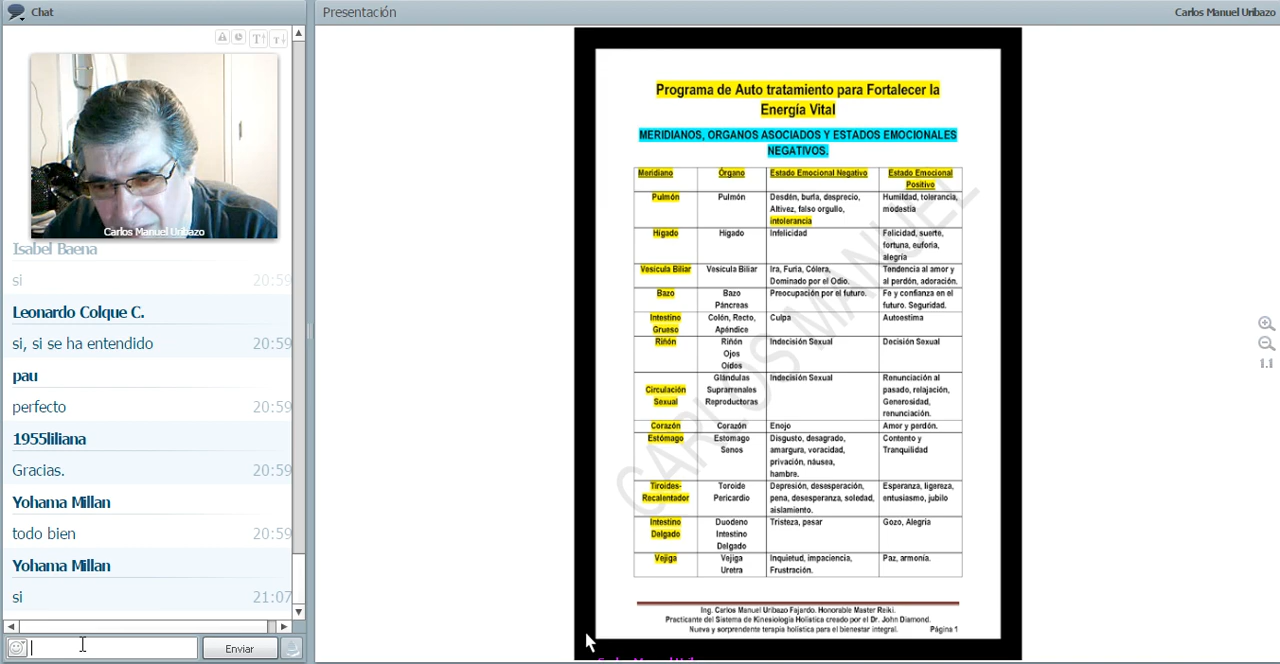 Chat
Presentación
Carlos Manuel Uribazo
Carlos Manuel Uribazo
Isabel Baena
si 20:59
Leonardo Colque C.
si, si se ha entendido 20:59
pau
perfecto 20:59
1955liliana
Gracias. 20:59
Yohama Millan
todo bien 20:59
Yohama Millan
si 21:07
Enviar
1.1
Programa de Auto tratamiento para Fortalecer la
Energía Vital
MERIDIANOS, ORGANOS ASOCIADOS Y ESTADOS EMOCIONALES
NEGATIVOS.
Meridiano Órgano Estado Emocional Negativo Estado Emocional
Positivo
Pulmón Pulmón Desdén, burla, desprecio, Humildad, tolerancia,
Altivez, falso orgullo, modestia
intolerancia
Hígado Hígado Infelicidad Felicidad, suerte,
fortuna, euforia,
alegría
Vesícula Biliar Vesícula Biliar Ira, Furia, Cólera, Tendencia al amor y
Dominado por el Odio. al perdón, adoración.
Bazo Bazo Preocupación por el futuro. Fe y confianza en el
Páncreas futuro. Seguridad.
Intestino Colón, Recto, Culpa Autoestima
Grueso Apéndice
Riñón Riñón Indecisión Sexual Decisión Sexual
Ojos
Oídos
Glándulas Indecisión Sexual Renunciación al
Circulación Suprarrenales pasado, relajación,
Sexual Reproductoras Generosidad,
renunciación.
Corazón Corazón Enojo Amor y perdón.
Estómago Estomago Disgusto, desagrado, Contento y
Senos amargura, voracidad, Tranquilidad
privación, náusea,
hambre.
Tiroides- Toroide Depresión, desesperación, Esperanza, ligereza,
Recalentador Pericardio pena, desesperanza, soledad, entusiasmo, jubilo
aislamiento.
Intestino Duodeno Tristeza, pesar Gozo, Alegría
Delgado Intestino
Delgado
Vejiga Vejiga Inquietud, impaciencia, Paz, armonía.
Uretra Frustración.
CARLOS MANUEL
Ing. Carlos Manuel Uribazo Fajardo. Honorable Master Reiki.
Practicante del Sistema de Kinesiología Holística creado por el Dr. John Diamond.
Nueva y sorprendente terapia holística para el bienestar integral. Página 1